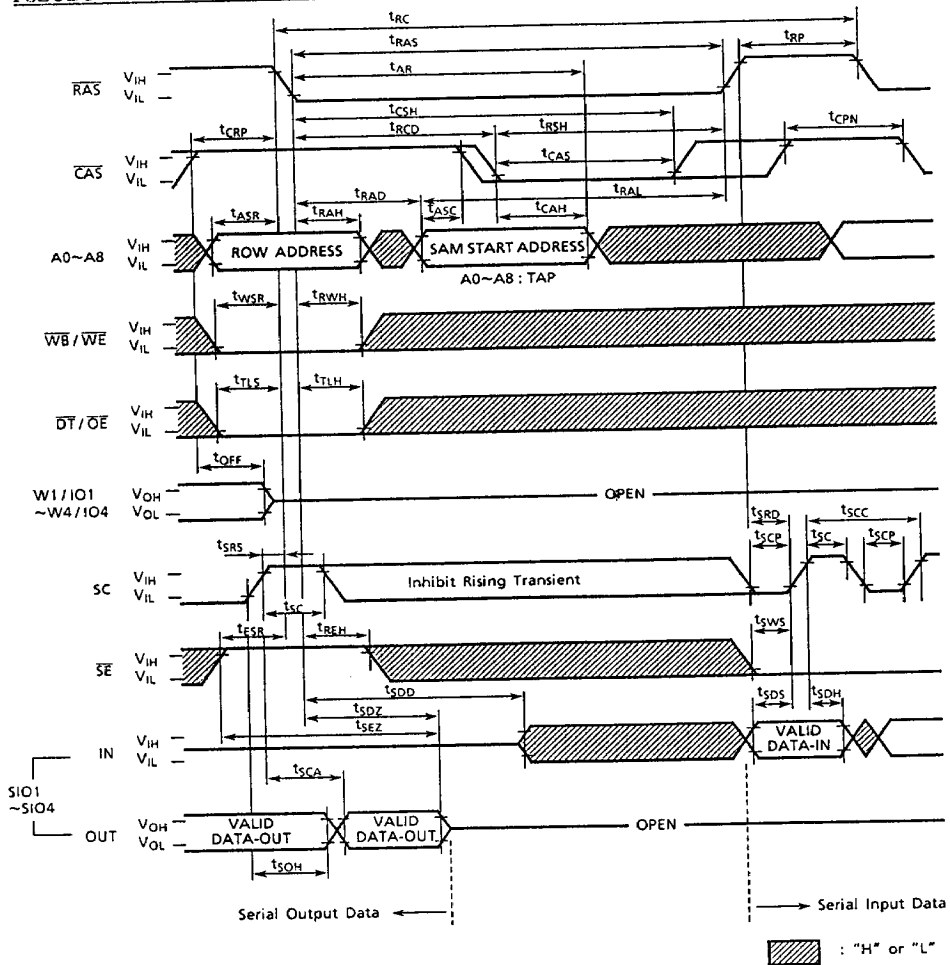 tRC
tRAS tRP
tAR
RAS VIH
VIL
tCSH
tCRP tRCD tRSH tCPN
CAS VIH
VIL
tCAS
tRAD tRAL
tASR tRAH tASC tCAH
A0~A8 VIH
VIL
ROW ADDRESS SAM START ADDRESS
A0~A8 : TAP
tWSR tRWH
WB / WE VIH
VIL
tTLS tTLH
DT / OE VIH
VIL
tOFF
W1 / IO1
~W4 / IO4
VOH
VOL
OPEN
tSRD tSCC
tSRS tSCP tSC tSCP
SC VIH
VIL
Inhibit Rising Transient
tSC
tESR tREH tSWS
SE VIH
VIL
tSDD tSDS tSDH
tSDZ
tSEZ
IN VIH
VIL
VALID
DATA-IN
SIO1
~SIO4
tSCA
OUT VOH
VOL
VALID
DATA-OUT
VALID
DATA-OUT
OPEN
tSOH
Serial Output Data Serial Input Data
: "H" or "L"